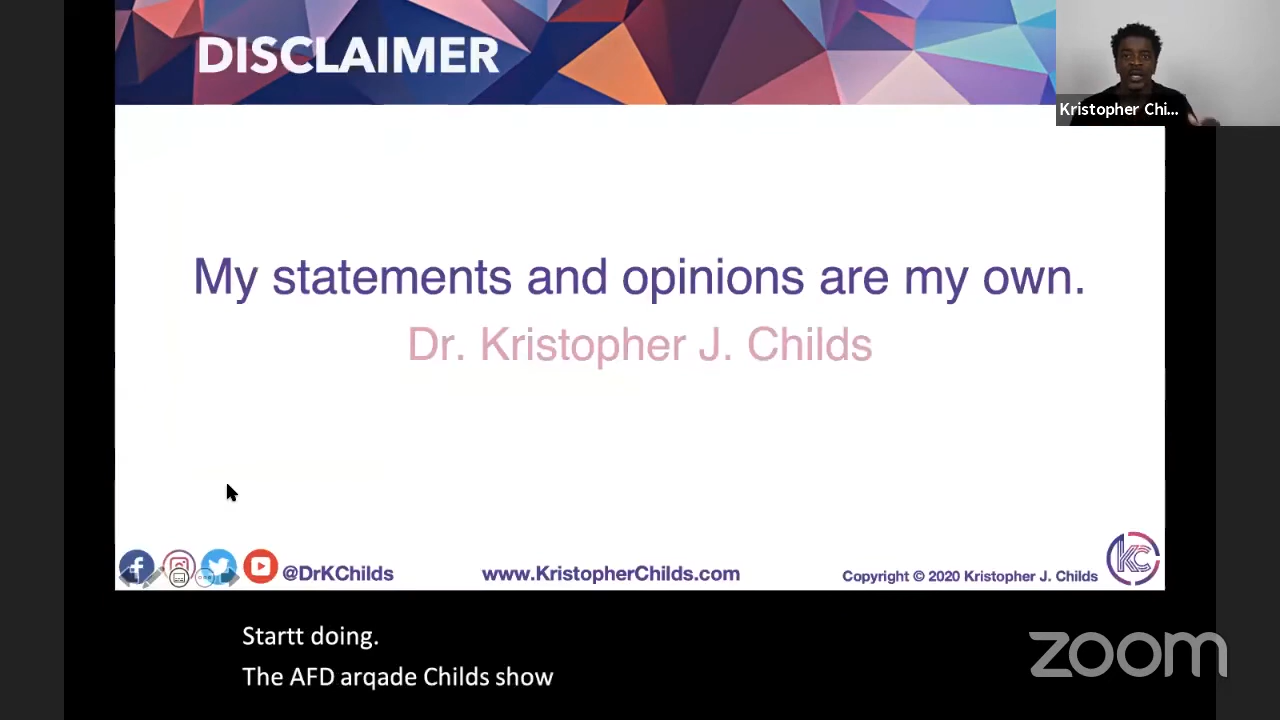 DISCLAIMER
Kristopher Chi...
My statements and opinions are my own.
Dr. Kristopher J. Childs
@DrKChilds
www.KristopherChilds.com
Copyright © 2020 Kristopher J. Childs
KC
Startt doing.
The AFD arqade Childs show
zoom